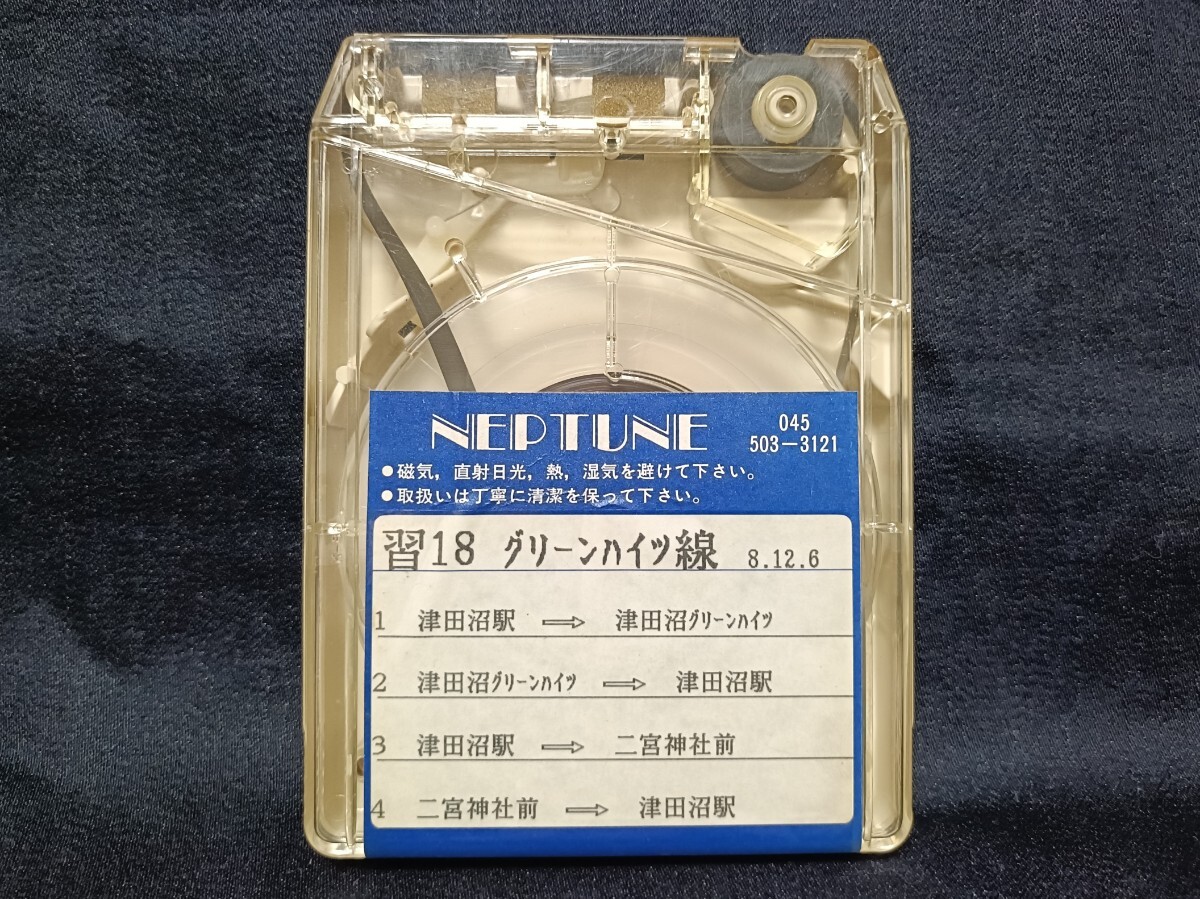 NEPTUNE
045
503-3121
●磁気，直射日光，熱，湿気を避けて下さい。
●取扱いは丁寧に清潔を保って下さい。
習18 グリーンハイツ線 8.12.6
1 津田沼駅 ⇒ 津田沼グリーンハイツ
2 津田沼グリーンハイツ ⇒ 津田沼駅
3 津田沼駅 ⇒ 二宮神社前
4 二宮神社前 ⇒ 津田沼駅